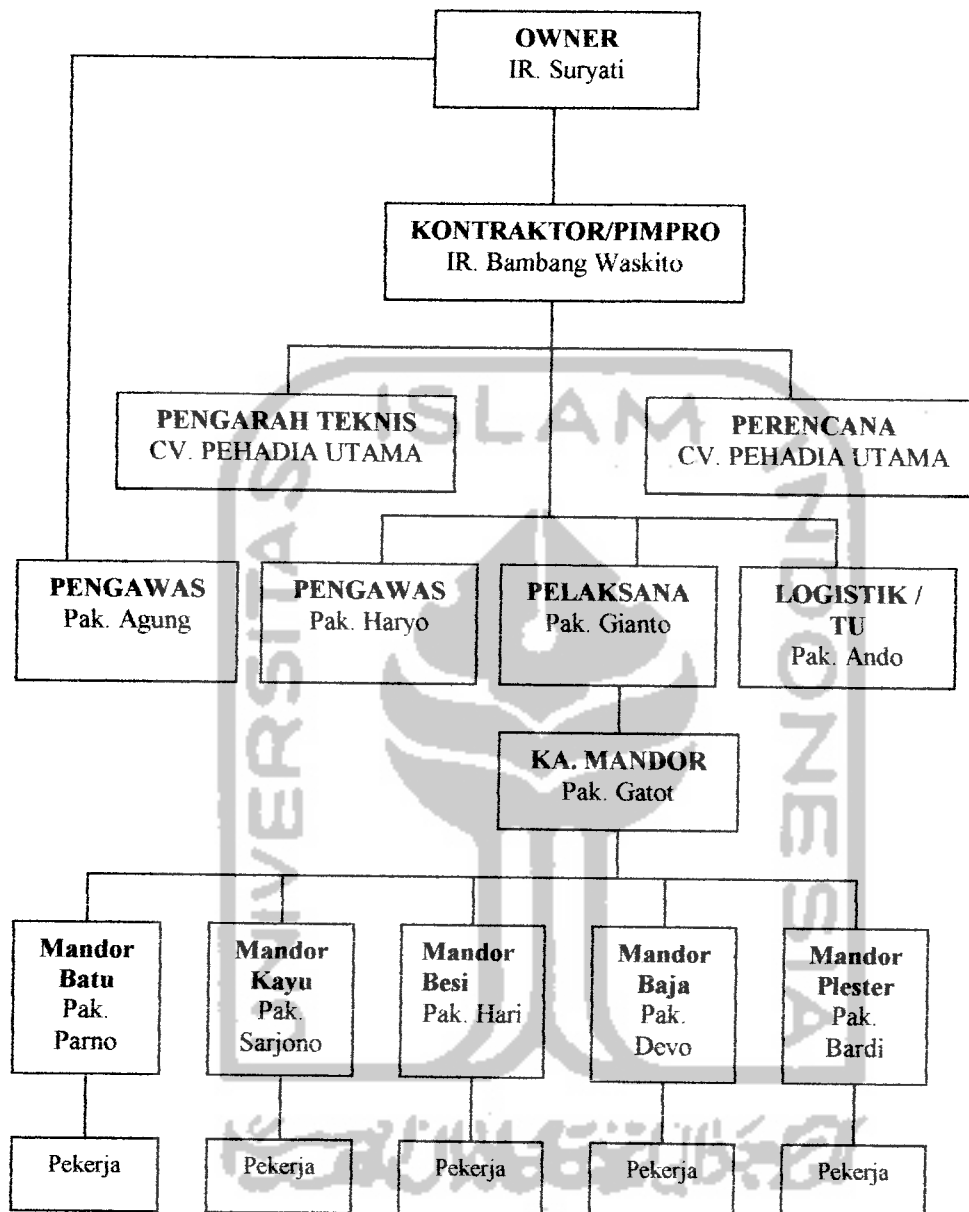 OWNER
IR. Suryati
KONTRAKTOR/PIMPRO
IR. Bambang Waskito
PENGARAH TEKNIS
CV. PEHADIA UTAMA
PERENCANA
CV. PEHADIA UTAMA
PENGAWAS
Pak. Agung
PENGAWAS
Pak. Haryo
PELAKSANA
Pak. Gianto
LOGISTIK /
TU
Pak. Ando
KA. MANDOR
Pak. Gatot
Mandor
Batu
Pak.
Parno
Mandor
Kayu
Pak.
Sarjono
Mandor
Besi
Pak. Hari
Mandor
Baja
Pak.
Devo
Mandor
Plester
Pak.
Bardi
Pekerja
Pekerja
Pekerja
Pekerja
Pekerja
UNIVERSITAS
ISLAM
INDONESIA